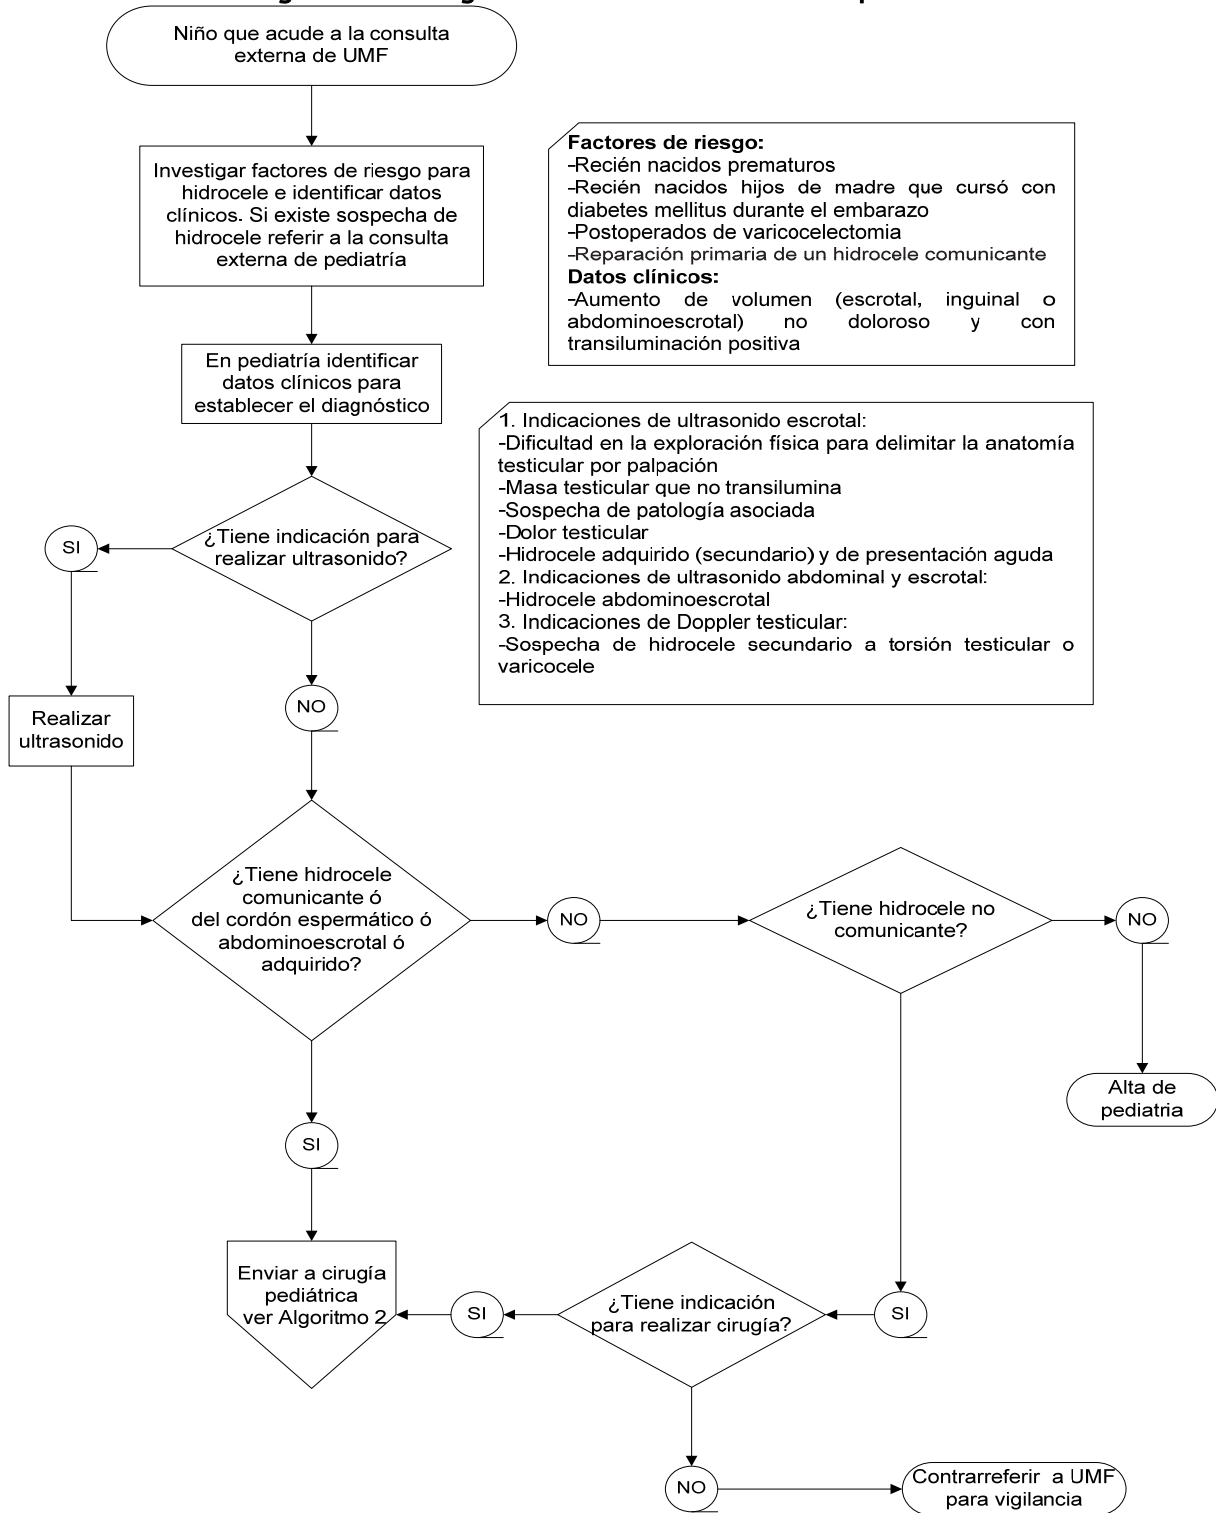 Niño que acude a la consulta
externa de UMF
Investigar factores de riesgo para
hidrocele e identificar datos
clínicos. Si existe sospecha de
hidrocele referir a la consulta
externa de pediatría
Factores de riesgo:
-Recién nacidos prematuros
-Recién nacidos hijos de madre que cursó con
diabetes mellitus durante el embarazo
-Postoperados de varicocelectomia
-Reparación primaria de un hidrocele comunicante
Datos clínicos:
-Aumento de volumen (escrotal, inguinal o
abdominoescrotal) no doloroso y con
transiluminación positiva
En pediatría identificar
datos clínicos para
establecer el diagnóstico
1. Indicaciones de ultrasonido escrotal:
-Dificultad en la exploración física para delimitar la anatomía
testicular por palpación
-Masa testicular que no transilumina
-Sospecha de patología asociada
-Dolor testicular
-Hidrocele adquirido (secundario) y de presentación aguda
2. Indicaciones de ultrasonido abdominal y escrotal:
-Hidrocele abdominoescrotal
3. Indicaciones de Doppler testicular:
-Sospecha de hidrocele secundario a torsión testicular o
varicocele
¿Tiene indicación para
realizar ultrasonido?
SI
NO
Realizar
ultrasonido
¿Tiene hidrocele
comunicante ó
del cordón espermático ó
abdominoescrotal ó
adquirido?
NO
¿Tiene hidrocele no
comunicante?
NO
Alta de
pediatria
SI
Enviar a cirugía
pediátrica
ver Algoritmo 2
SI
¿Tiene indicación
para realizar cirugía?
SI
NO
Contrarreferir a UMF
para vigilancia